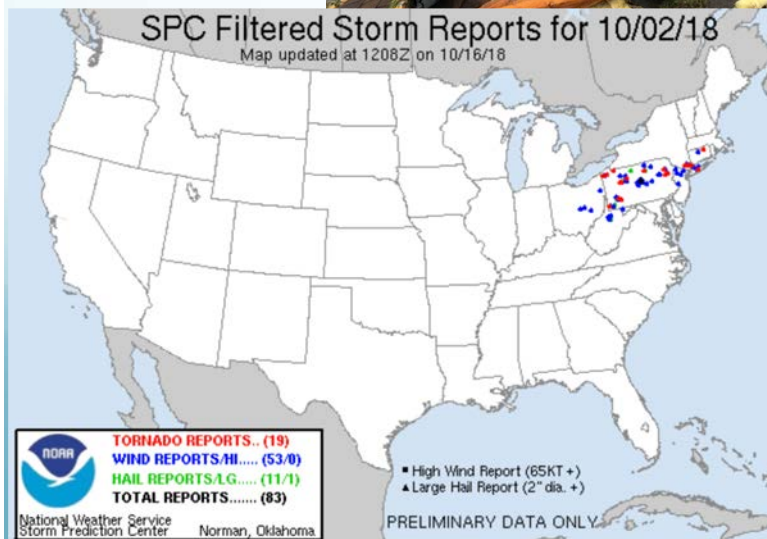 SPC Filtered Storm Reports for 10/02/18
Map updated at 1208Z on 10/16/18
NOAA
TORNADO REPORTS.. (19)
WIND REPORTS/HI..... (53/0)
HAIL REPORTS/LG..... (11/1)
TOTAL REPORTS....... (83)
National Weather Service
Storm Prediction Center Norman, Oklahoma
■ High Wind Report (65KT +)
▲ Large Hail Report (2" dia. +)
PRELIMINARY DATA ONLY